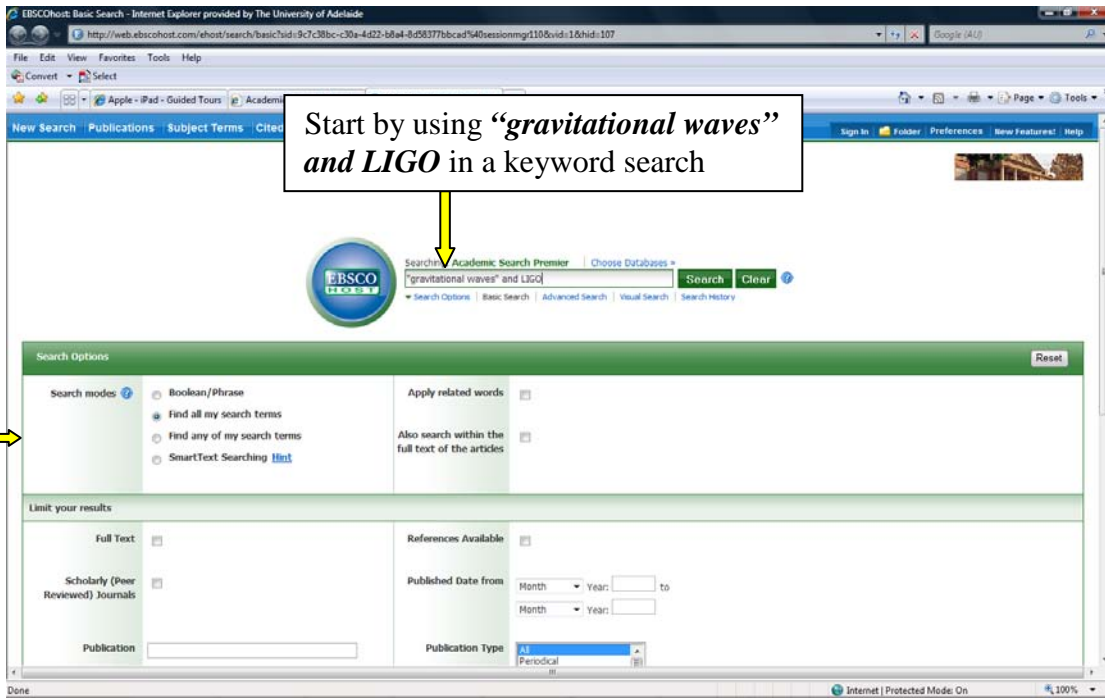 EBSCOhost: Basic Search - Internet Explorer provided by The University of Adelaide
http://web.ebscohost.com/ehost/search/basic?sid=9c7c38bc-c30a-4d22-b8a4-8d58377bbcad%40sessionmgr110&vid=1&hid=107
Google (AU)
File Edit View Favorites Tools Help
Convert Select
Apple - iPad - Guided Tours Academi
Page Tools
New Search Publications Subject Terms Cited
Sign In Folder Preferences New Features! Help
Start by using “gravitational waves”
and LIGO in a keyword search
Searching: Academic Search Premier Choose Databases »
EBSCO
HOST
"gravitational waves" and LIGO Search Clear
Search Options Basic Search Advanced Search Visual Search Search History
Search Options Reset
Search modes Boolean/Phrase
Find all my search terms
Find any of my search terms
SmartText Searching Hint
Apply related words
Also search within the
full text of the articles
Limit your results
Full Text References Available
Scholarly (Peer
Reviewed) Journals
Published Date from Month Year: to
Month Year:
Publication
Publication Type All
Periodical
Done Internet | Protected Mode: On 100%